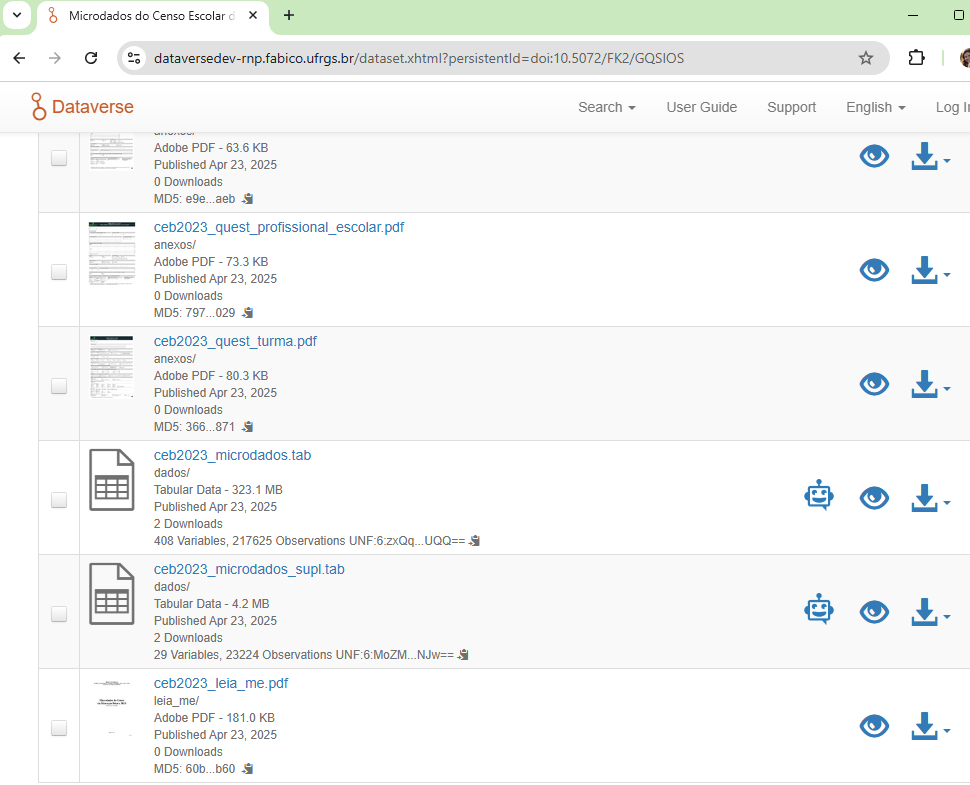 Microdados do Censo Escolar d
dataversedev-rnp.fabico.ufrgs.br/dataset.xhtml?persistentId=doi:10.5072/FK2/GQSIOS
Dataverse
Search
User Guide
Support
English
Log In
anexos/
Adobe PDF - 63.6 KB
Published Apr 23, 2025
0 Downloads
MD5: e9e...aeb
ceb2023_quest_profissional_escolar.pdf
anexos/
Adobe PDF - 73.3 KB
Published Apr 23, 2025
0 Downloads
MD5: 797...029
ceb2023_quest_turma.pdf
anexos/
Adobe PDF - 80.3 KB
Published Apr 23, 2025
0 Downloads
MD5: 366...871
ceb2023_microdados.tab
dados/
Tabular Data - 323.1 MB
Published Apr 23, 2025
2 Downloads
408 Variables, 217625 Observations UNF:6:zxQq...UQQ==
ceb2023_microdados_supl.tab
dados/
Tabular Data - 4.2 MB
Published Apr 23, 2025
2 Downloads
29 Variables, 23224 Observations UNF:6:MoZM...NJw==
ceb2023_leia_me.pdf
leia_me/
Adobe PDF - 181.0 KB
Published Apr 23, 2025
0 Downloads
MD5: 60b...b60